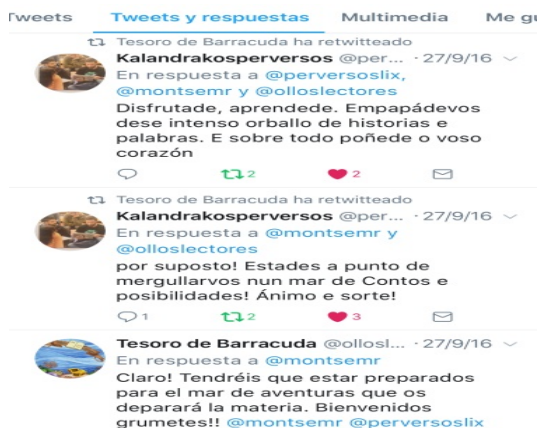 Tweets Tweets y respuestas Multimedia Me gu
Tesoro de Barracuda ha retwitteado
Kalandrakosperversos @per... · 27/9/16
En respuesta a @perversoslix,
@montsemr y @olloslectores
Disfrutade, aprendede. Empapádevos
dese intenso orballo de historias e
palabras. E sobre todo poñede o voso
corazón
2 2
Tesoro de Barracuda ha retwitteado
Kalandrakosperversos @per... · 27/9/16
En respuesta a @montsemr y
@olloslectores
por suposto! Estades a punto de
mergullarvos nun mar de Contos e
posibilidades! Ánimo e sorte!
1 2 3
Tesoro de Barracuda @ollosl... · 27/9/16
En respuesta a @montsemr
Claro! Tendréis que estar preparados
para el mar de aventuras que os
deparará la materia. Bienvenidos
grumetes!! @montsemr @perversoslix